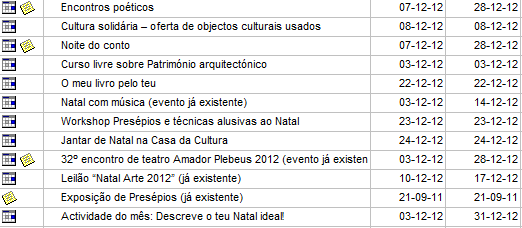 Encontros poéticos 07-12-12 28-12-12
Cultura solidária – oferta de objectos culturais usados 08-12-12 08-12-12
Noite do conto 07-12-12 28-12-12
Curso livre sobre Património arquitectónico 03-12-12 03-12-12
O meu livro pelo teu 22-12-12 22-12-12
Natal com música (evento já existente) 03-12-12 14-12-12
Workshop Presépios e técnicas alusivas ao Natal 23-12-12 23-12-12
Jantar de Natal na Casa da Cultura 24-12-12 24-12-12
32º encontro de teatro Amador Plebeus 2012 (evento já existen 03-12-12 28-12-12
Leilão “Natal Arte 2012” (já existente) 10-12-12 17-12-12
Exposição de Presépios (já existente) 21-09-11 21-09-11
Actividade do mês: Descreve o teu Natal ideal! 03-12-12 31-12-12